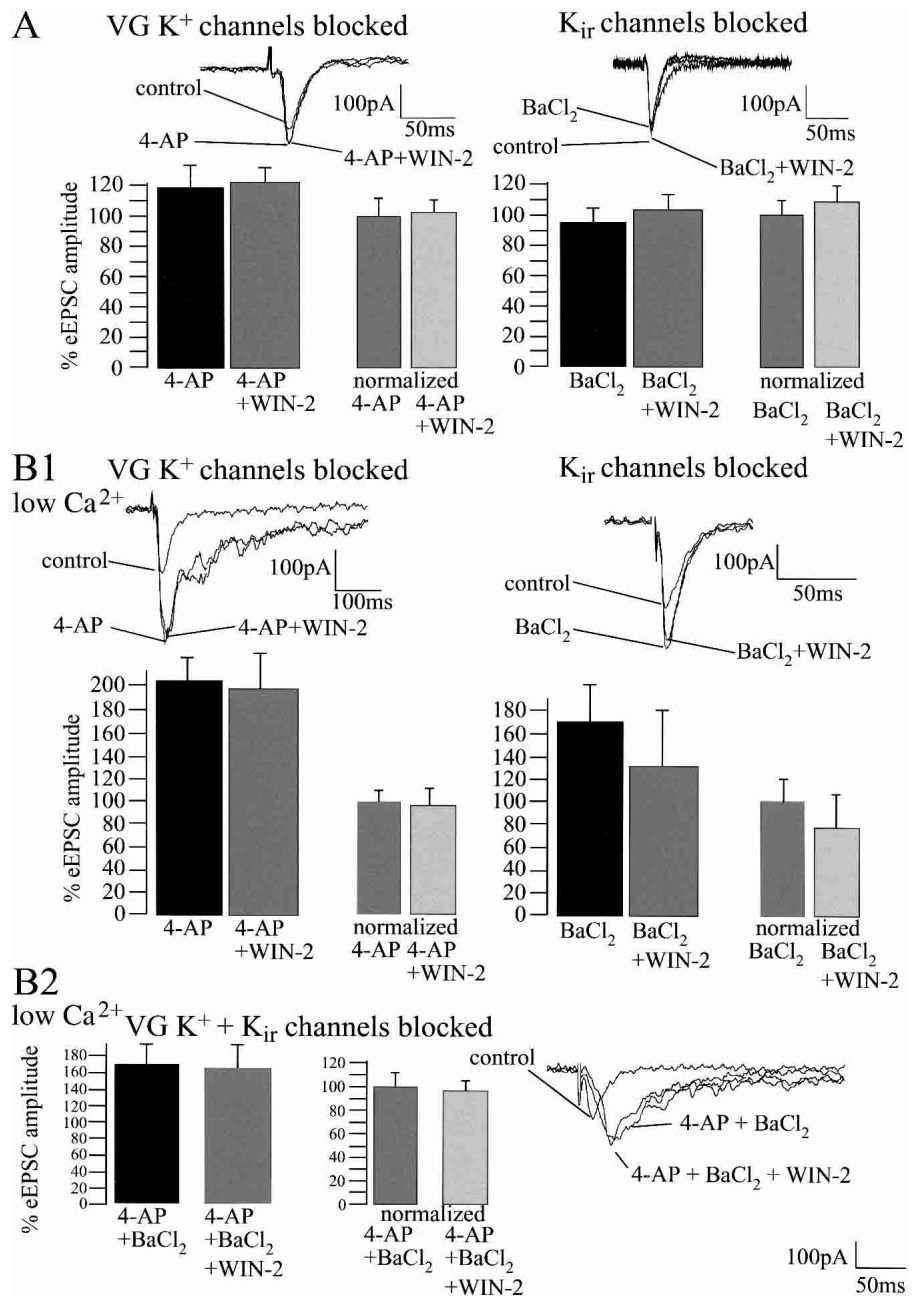 A
VG K+ channels blocked
control
4-AP
4-AP+WIN-2
100pA
50ms
% eEPSC amplitude
120
100
80
60
40
20
0
4-AP
4-AP
+WIN-2
normalized
4-AP
4-AP
+WIN-2
Kir channels blocked
BaCl2
control
BaCl2+WIN-2
100pA
50ms
120
100
80
60
40
20
0
BaCl2
BaCl2
+WIN-2
normalized
BaCl2
BaCl2
+WIN-2
B1
low Ca2+
VG K+ channels blocked
control
4-AP
4-AP+WIN-2
100pA
100ms
% eEPSC amplitude
200
180
160
140
120
100
80
60
40
20
0
4-AP
4-AP
+WIN-2
normalized
4-AP
4-AP
+WIN-2
Kir channels blocked
control
BaCl2
BaCl2+WIN-2
50ms
180
160
140
120
100
80
60
40
20
0
BaCl2
BaCl2
+WIN-2
normalized
BaCl2
BaCl2
+WIN-2
B2
low Ca2+
VG K+ + Kir channels blocked
% eEPSC amplitude
180
160
140
120
100
80
60
40
20
0
4-AP
+BaCl2
4-AP
+BaCl2
+WIN-2
120
100
80
60
40
20
0
normalized
4-AP
+BaCl2
4-AP
+BaCl2
+WIN-2
control
4-AP + BaCl2
4-AP + BaCl2 + WIN-2
100pA
50ms